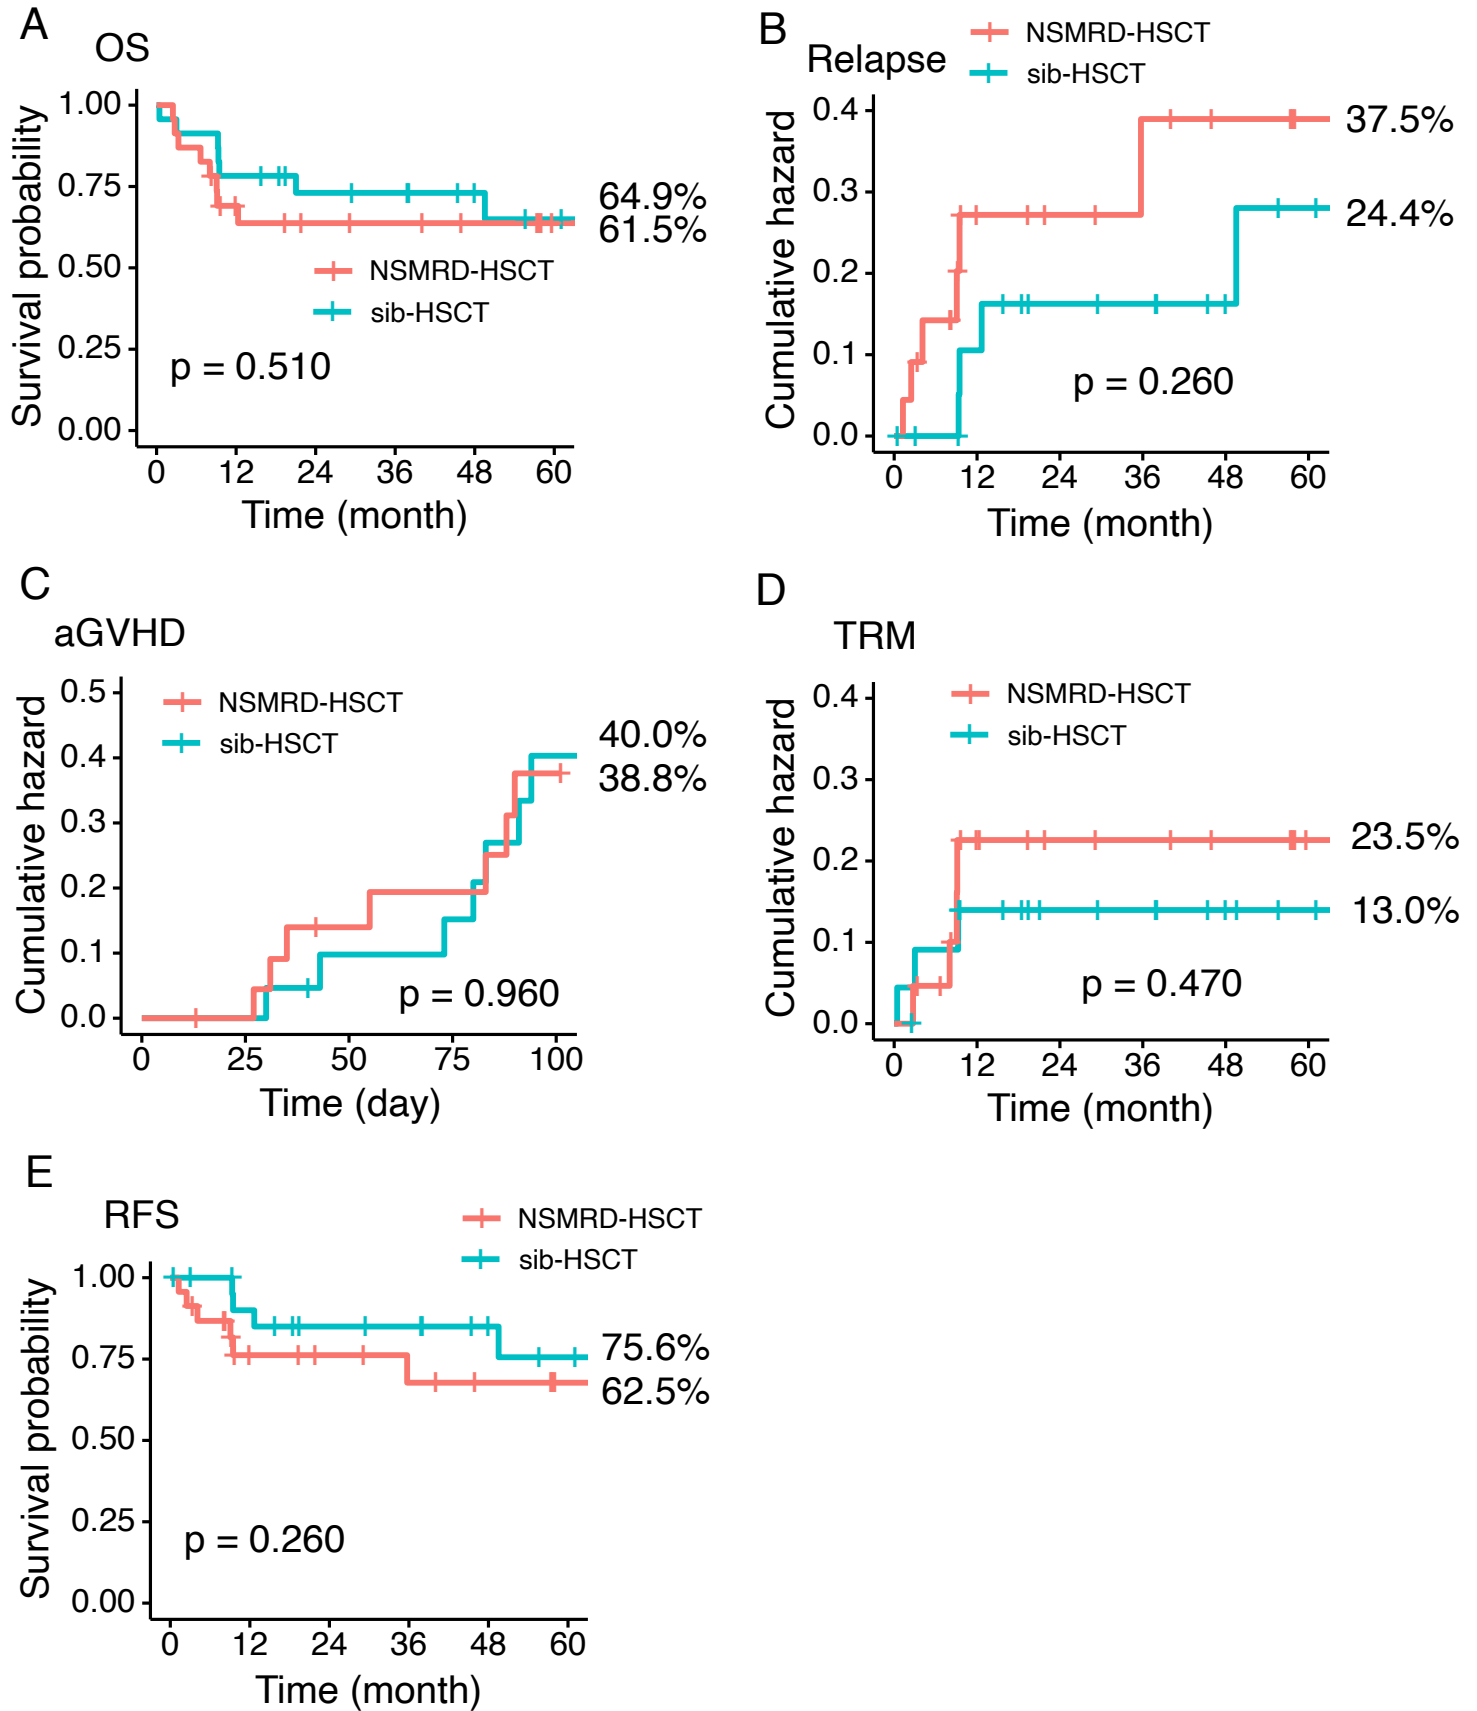 A
OS
Survival probability
1.00
0.75
0.50
0.25
0.00
64.9%
61.5%
NSMRD-HSCT
sib-HSCT
p = 0.510
0 12 24 36 48 60
Time (month)
B
Relapse
NSMRD-HSCT
sib-HSCT
Cumulative hazard
0.4
0.3
0.2
0.1
0.0
37.5%
24.4%
p = 0.260
0 12 24 36 48 60
Time (month)
C
aGVHD
NSMRD-HSCT
sib-HSCT
Cumulative hazard
0.5
0.4
0.3
0.2
0.1
0.0
40.0%
38.8%
p = 0.960
0 25 50 75 100
Time (day)
D
TRM
NSMRD-HSCT
sib-HSCT
Cumulative hazard
0.4
0.3
0.2
0.1
0.0
23.5%
13.0%
p = 0.470
0 12 24 36 48 60
Time (month)
E
RFS
NSMRD-HSCT
sib-HSCT
Survival probability
1.00
0.75
0.50
0.25
0.00
75.6%
62.5%
p = 0.260
0 12 24 36 48 60
Time (month)